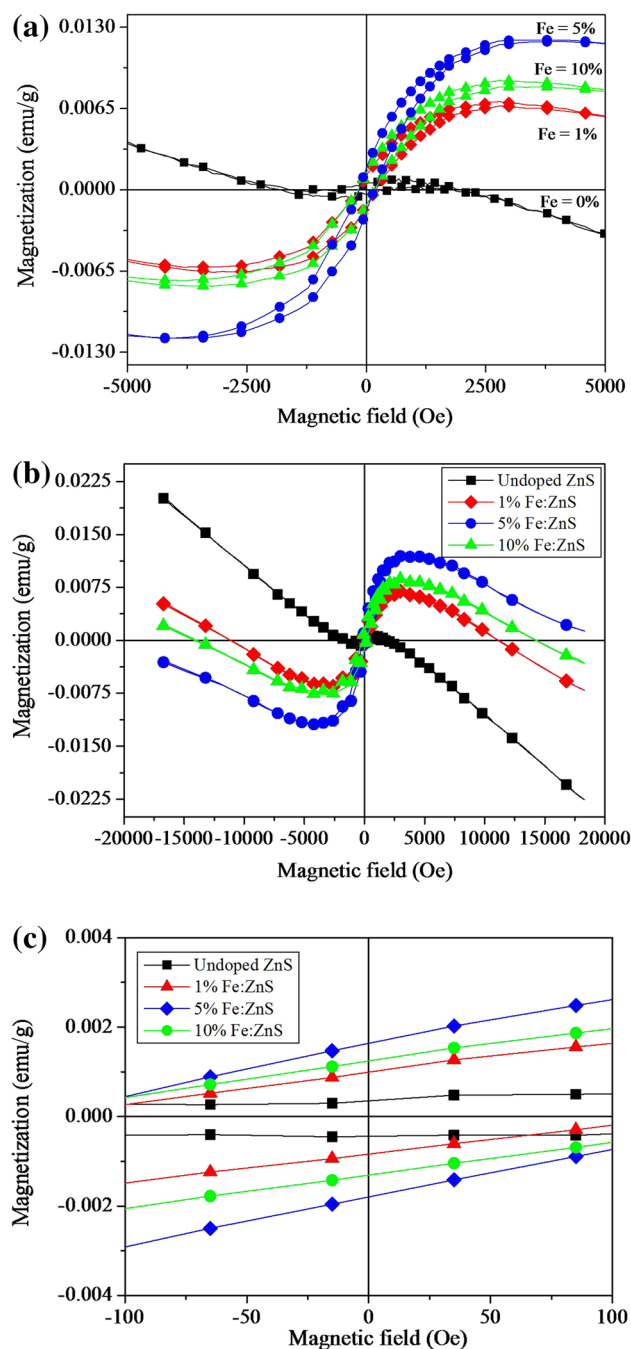 (a)
0.0130
0.0065
0.0000
-0.0065
-0.0130
Magnetization (emu/g)
Fe = 5%
Fe = 10%
Fe = 1%
Fe = 0%
-5000 -2500 0 2500 5000
Magnetic field (Oe)
(b)
0.0225
0.0150
0.0075
0.0000
-0.0075
-0.0150
-0.0225
Magnetization (emu/g)
Undoped ZnS
1% Fe:ZnS
5% Fe:ZnS
10% Fe:ZnS
-20000 -15000 -10000 -5000 0 5000 10000 15000 20000
Magnetic field (Oe)
(c)
0.004
0.002
0.000
-0.002
-0.004
Magnetization (emu/g)
Undoped ZnS
1% Fe:ZnS
5% Fe:ZnS
10% Fe:ZnS
-100 -50 0 50 100
Magnetic field (Oe)